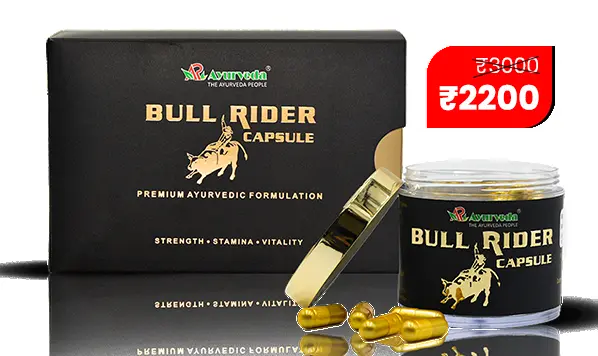 Ayurveda®
THE AYURVEDA PEOPLE
BULL RIDER
CAPSULE
PREMIUM AYURVEDIC FORMULATION
STRENGTH • STAMINA • VITALITY
₹3000
₹2200
Ayurveda®
THE AYURVEDA PEOPLE
BULL RIDER
CAPSULE